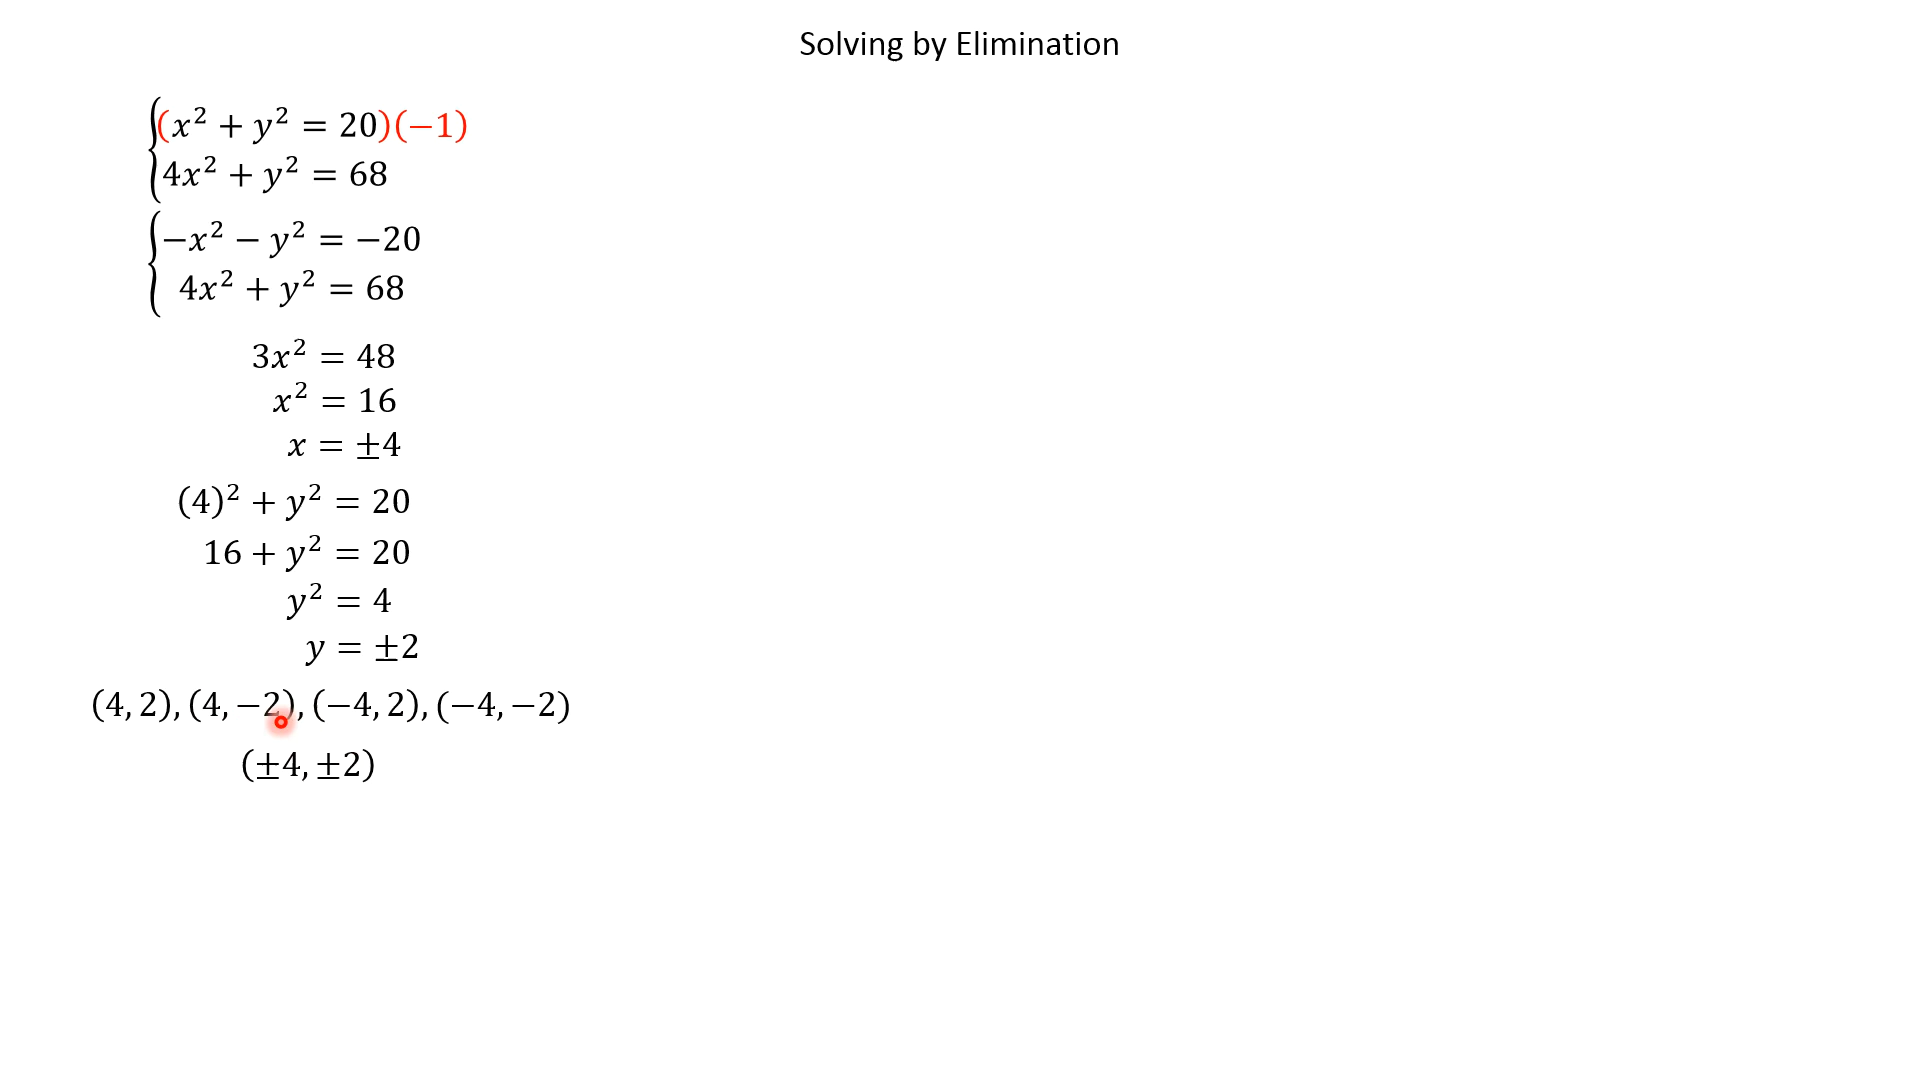 Solving by Elimination
(x² + y² = 20)(−1)
4x² + y² = 68
−x² − y² = −20
4x² + y² = 68
3x² = 48
x² = 16
x = ±4
(4)² + y² = 20
16 + y² = 20
y² = 4
y = ±2
(4, 2), (4, −2), (−4, 2), (−4, −2)
(±4, ±2)